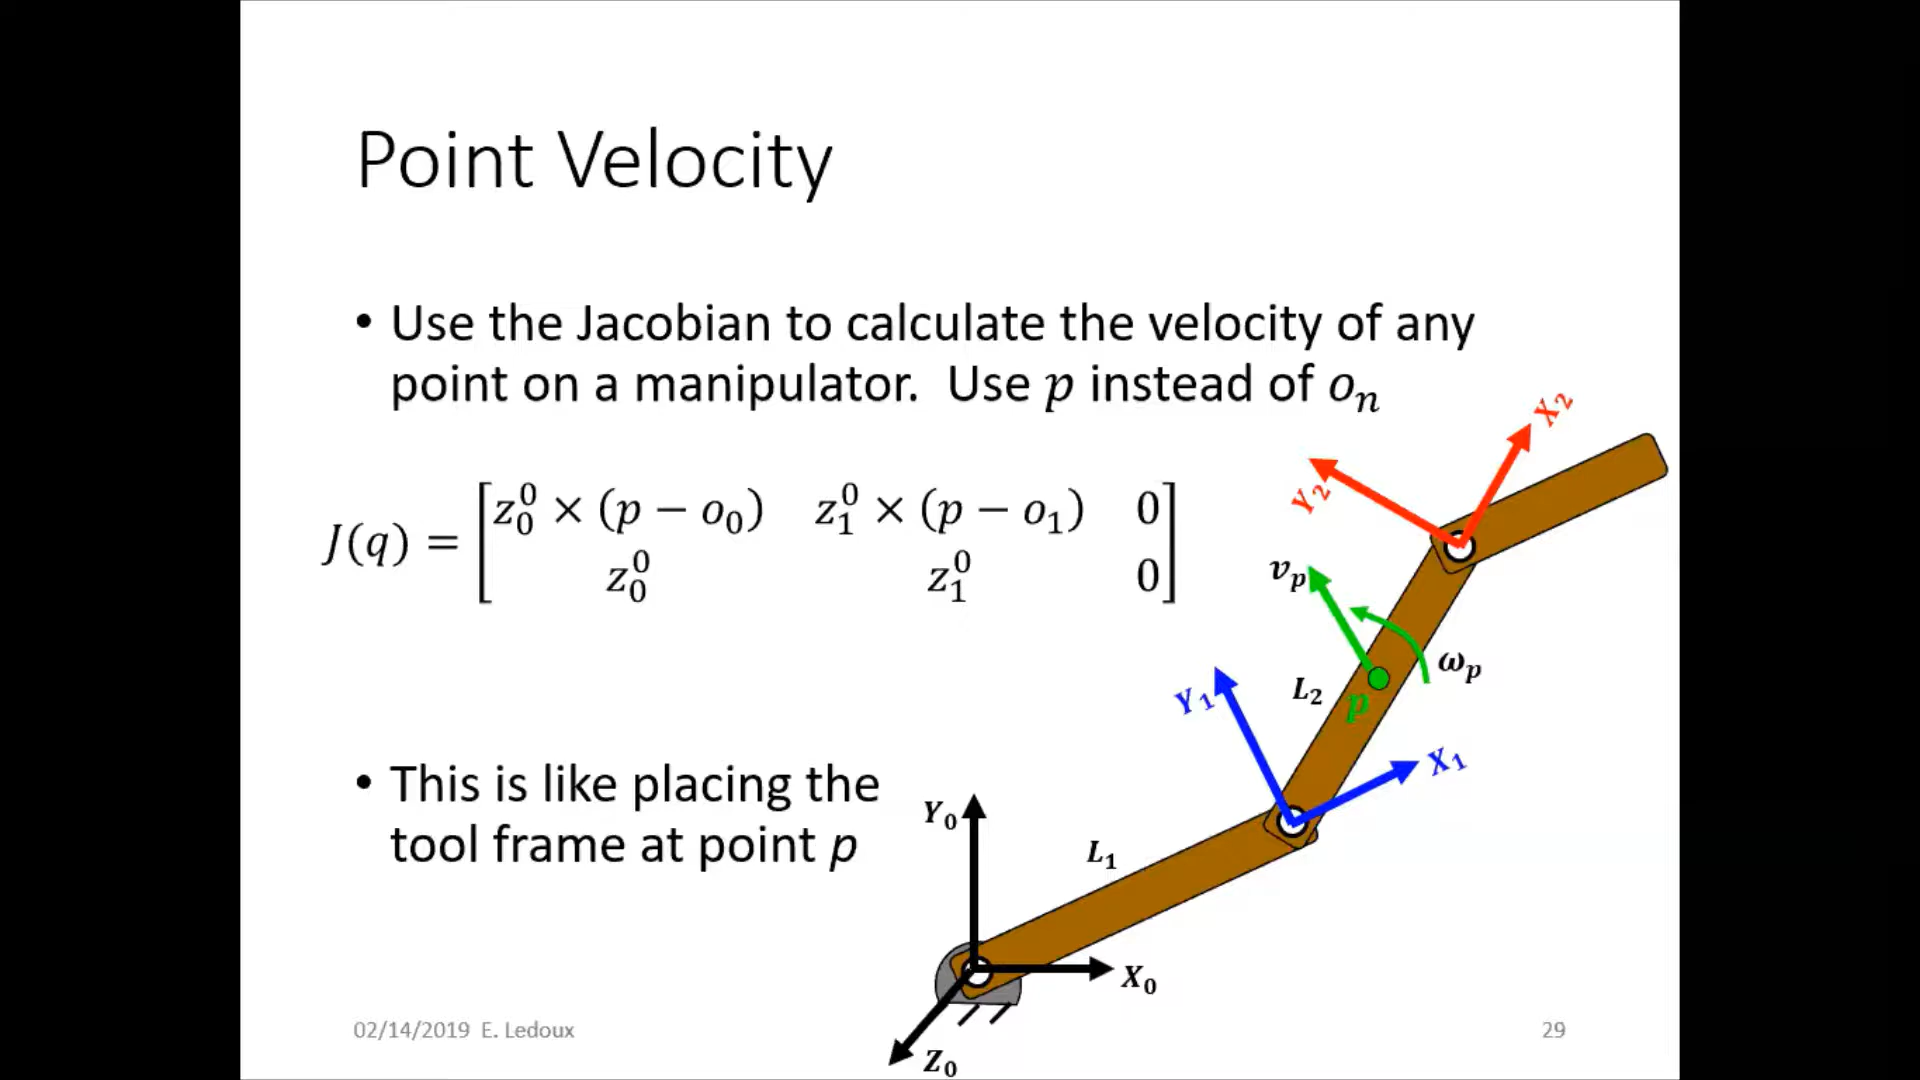 Point Velocity
• Use the Jacobian to calculate the velocity of any
point on a manipulator. Use p instead of oₙ
J(q) = [z₀⁰ × (p − o₀) z₁⁰ × (p − o₁) 0
z₀⁰ z₁⁰ 0]
• This is like placing the
tool frame at point p
X₂
Y₂
vₚ
ωₚ
L₂
p
Y₁
X₁
Y₀
L₁
X₀
Z₀
02/14/2019 E. Ledoux
29